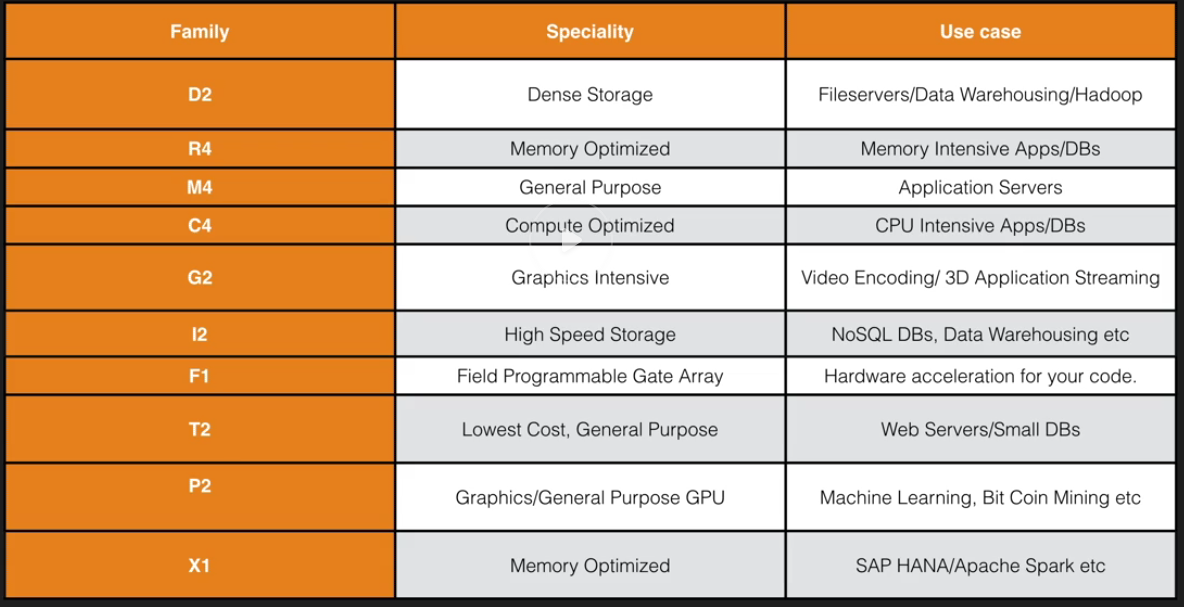 Family Speciality Use case
D2 Dense Storage Fileservers/Data Warehousing/Hadoop
R4 Memory Optimized Memory Intensive Apps/DBs
M4 General Purpose Application Servers
C4 Compute Optimized CPU Intensive Apps/DBs
G2 Graphics Intensive Video Encoding/ 3D Application Streaming
I2 High Speed Storage NoSQL DBs, Data Warehousing etc
F1 Field Programmable Gate Array Hardware acceleration for your code.
T2 Lowest Cost, General Purpose Web Servers/Small DBs
P2 Graphics/General Purpose GPU Machine Learning, Bit Coin Mining etc
X1 Memory Optimized SAP HANA/Apache Spark etc